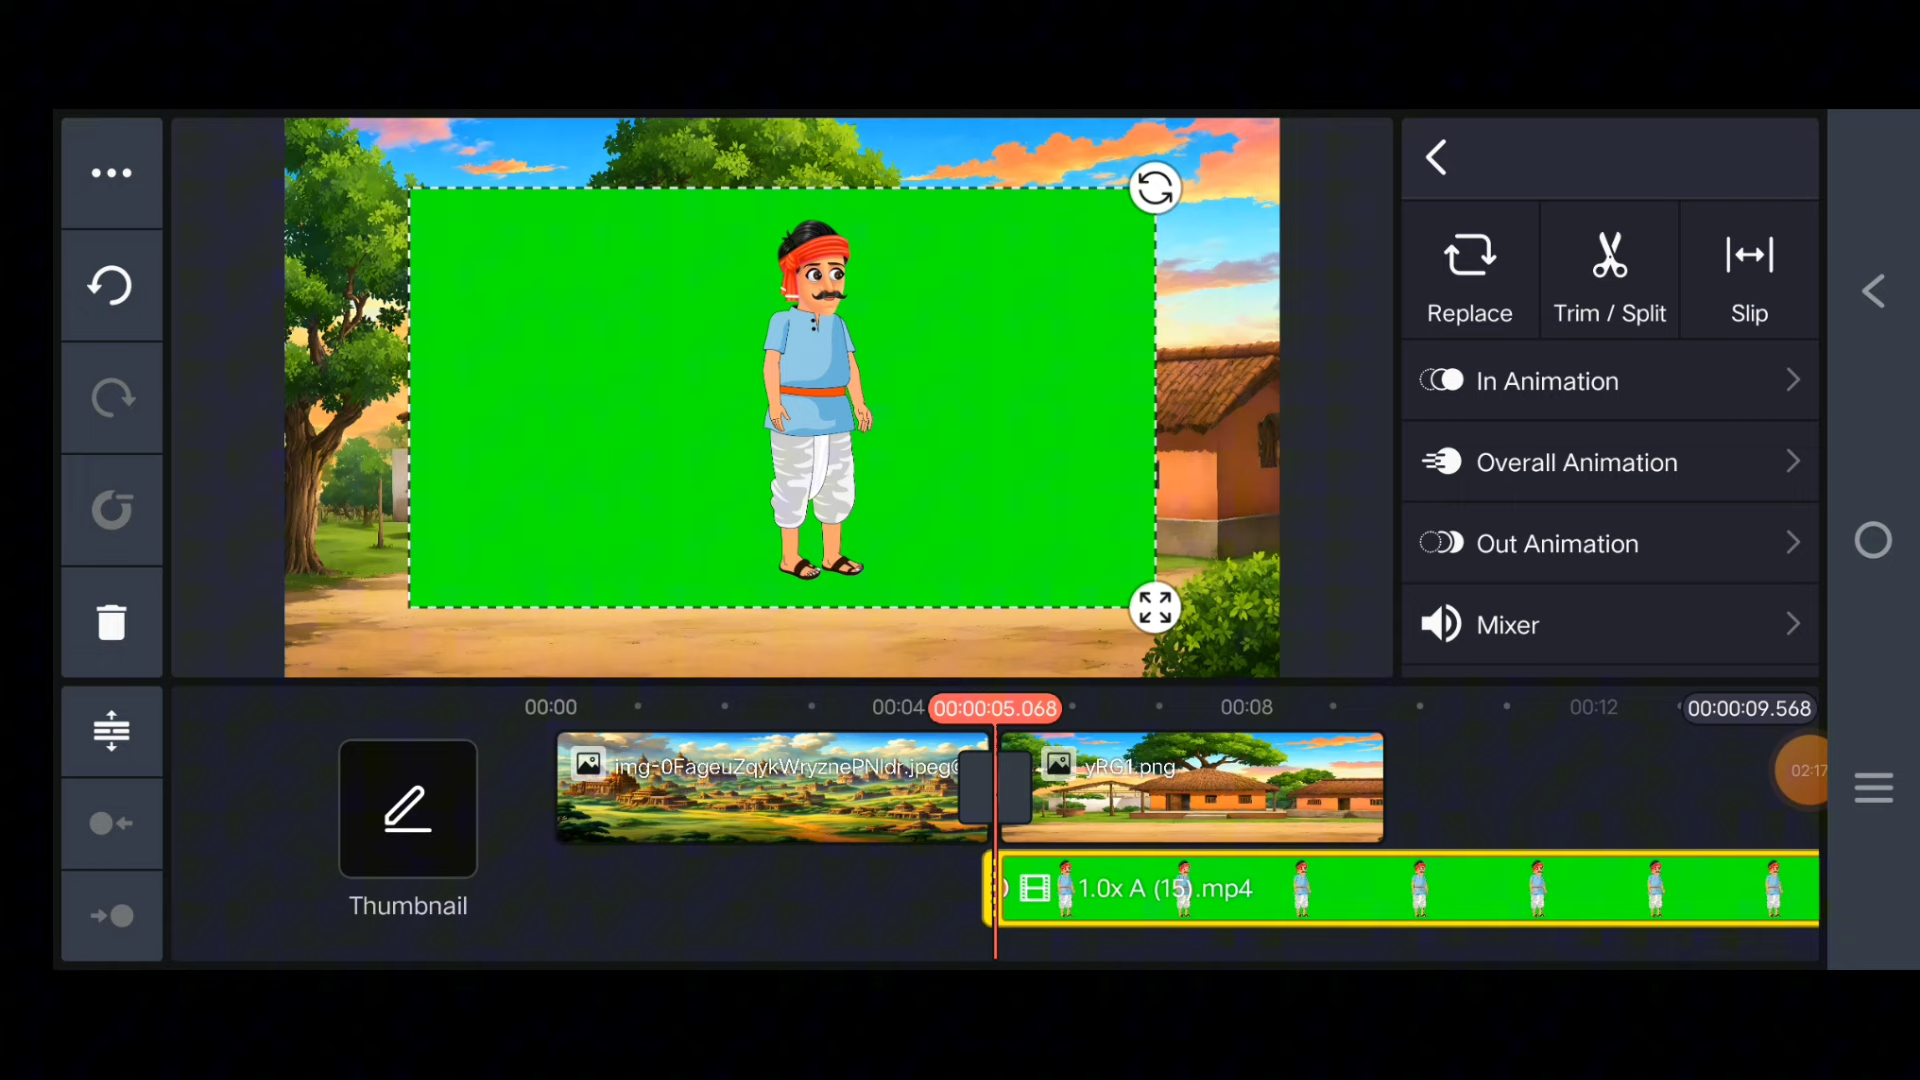 Replace
Trim / Split
Slip
In Animation
Overall Animation
Out Animation
Mixer
00:00
00:04
00:00:05.068
00:08
00:12
00:00:09.568
img-0FageuZqykWryznePNldr.jpeg
yRG1.png
02:17
Thumbnail
1.0x A (15).mp4